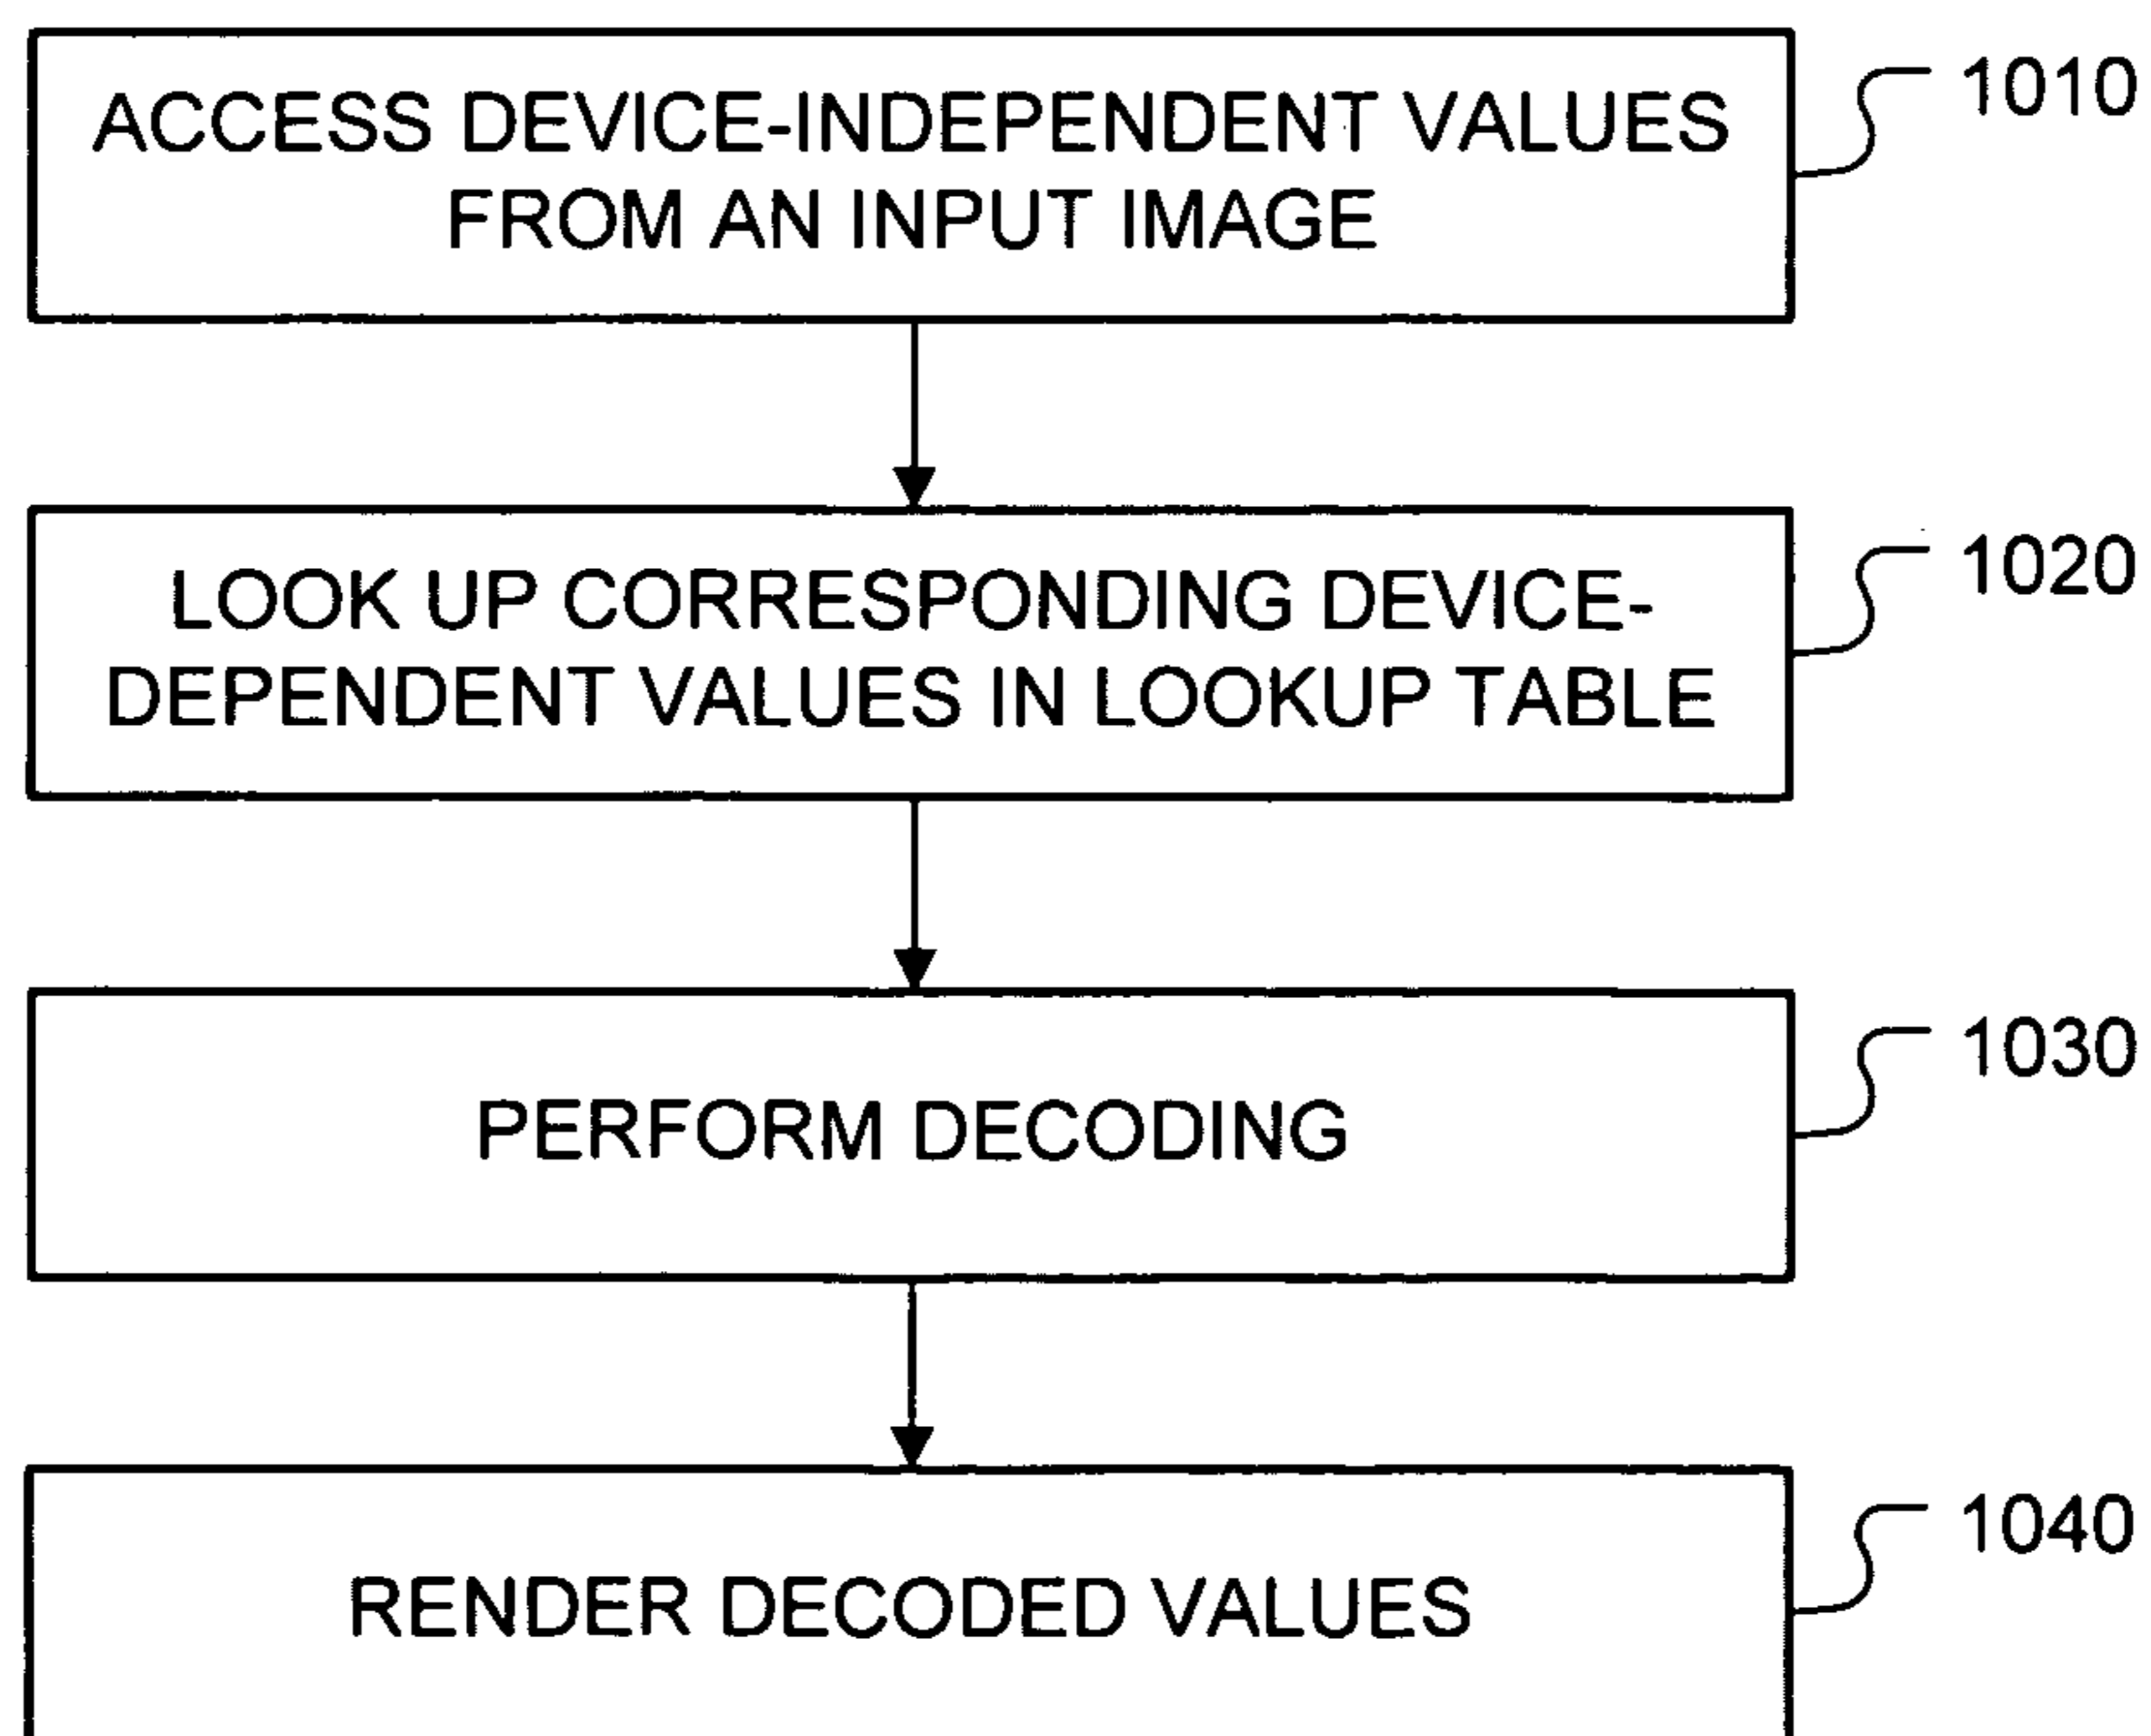 ACCESS DEVICE-INDEPENDENT VALUES
FROM AN INPUT IMAGE
1010
LOOK UP CORRESPONDING DEVICE-
DEPENDENT VALUES IN LOOKUP TABLE
1020
PERFORM DECODING
1030
RENDER DECODED VALUES
1040